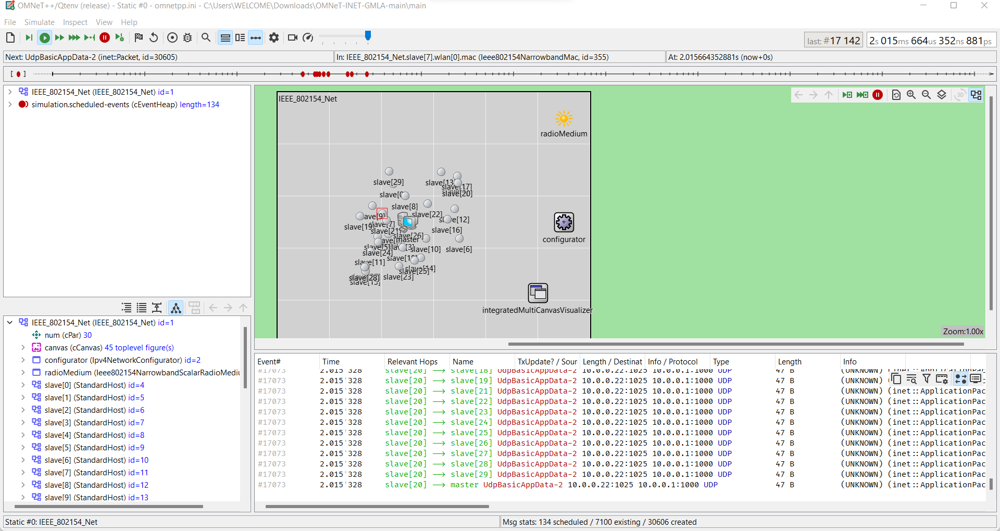 OMNeT++/Qtenv (release) - Static #0 - omnetpp.ini - C:\Users\WELCOME\Downloads\OMNeT-INET-GMLA-main\main
File Simulate Inspect View Help
last: #17 142 2s 015ms 664us 352ns 881ps
Next: UdpBasicAppData-2 (inet::Packet, id=30605) In: IEEE_802154_Net.slave[7].wlan[0].mac (Ieee802154NarrowbandMac, id=355) At: 2.015664352881s (now+0s)
IEEE_802154_Net (IEEE_802154_Net) id=1
simulation.scheduled-events (cEventHeap) length=134
IEEE_802154_Net
3D
radioMedium
slave[29]
slave[13]
slave[17]
slave[20]
slave[0
slave[8]
slave[22]
ave[9]
slave[12]
slave[19]
slave[7]
slave[21]
slave[16]
slave[26]
master
configurator
slave[5]
slave[3]
slave[10]
slave[6]
slave[24]
slave[11]
slave[14]
slave[25]
slave[28]
slave[23]
integratedMultiCanvasVisualizer
Zoom:1.00x
IEEE_802154_Net (IEEE_802154_Net) id=1
num (cPar) 30
canvas (cCanvas) 45 toplevel figure(s)
configurator (Ipv4NetworkConfigurator) id=2
radioMedium (Ieee802154NarrowbandScalarRadioMediu
slave[0] (StandardHost) id=4
slave[1] (StandardHost) id=5
slave[2] (StandardHost) id=6
slave[3] (StandardHost) id=7
slave[4] (StandardHost) id=8
slave[5] (StandardHost) id=9
slave[6] (StandardHost) id=10
slave[7] (StandardHost) id=11
slave[8] (StandardHost) id=12
slave[9] (StandardHost) id=13
Event# Time Relevant Hops Name TxUpdate? / Sour Length / Destinat Info / Protocol Type Length Info
#17073 2.015'328 slave[20] --> slave[18] UdpBasicAppData-2 10.0.0.22:1025 10.0.0.1:1000 UDP 47 B (UNKNOWN) (inet::ApplicationPac
#17073 2.015'328 slave[20] --> slave[19] UdpBasicAppData-2 10.0.0.22:1025 10.0.0.1:1000 UDP 47 B (UNKNOWN) (
#17073 2.015'328 slave[20] --> slave[21] UdpBasicAppData-2 10.0.0.22:1025 10.0.0.1:1000 UDP 47 B (UNKNOWN) (inet::ApplicationPac
#17073 2.015'328 slave[20] --> slave[22] UdpBasicAppData-2 10.0.0.22:1025 10.0.0.1:1000 UDP 47 B (UNKNOWN) (inet::ApplicationPac
#17073 2.015'328 slave[20] --> slave[23] UdpBasicAppData-2 10.0.0.22:1025 10.0.0.1:1000 UDP 47 B (UNKNOWN) (inet::ApplicationPac
#17073 2.015'328 slave[20] --> slave[24] UdpBasicAppData-2 10.0.0.22:1025 10.0.0.1:1000 UDP 47 B (UNKNOWN) (inet::ApplicationPac
#17073 2.015'328 slave[20] --> slave[25] UdpBasicAppData-2 10.0.0.22:1025 10.0.0.1:1000 UDP 47 B (UNKNOWN) (inet::ApplicationPac
#17073 2.015'328 slave[20] --> slave[26] UdpBasicAppData-2 10.0.0.22:1025 10.0.0.1:1000 UDP 47 B (UNKNOWN) (inet::ApplicationPac
#17073 2.015'328 slave[20] --> slave[27] UdpBasicAppData-2 10.0.0.22:1025 10.0.0.1:1000 UDP 47 B (UNKNOWN) (inet::ApplicationPac
#17073 2.015'328 slave[20] --> slave[28] UdpBasicAppData-2 10.0.0.22:1025 10.0.0.1:1000 UDP 47 B (UNKNOWN) (inet::ApplicationPac
#17073 2.015'328 slave[20] --> slave[29] UdpBasicAppData-2 10.0.0.22:1025 10.0.0.1:1000 UDP 47 B (UNKNOWN) (inet::ApplicationPac
#17073 2.015'328 slave[20] --> master UdpBasicAppData-2 10.0.0.22:1025 10.0.0.1:1000 UDP 47 B (UNKNOWN) (inet::ApplicationPac
Static #0: IEEE_802154_Net Msg stats: 134 scheduled / 7100 existing / 30606 created